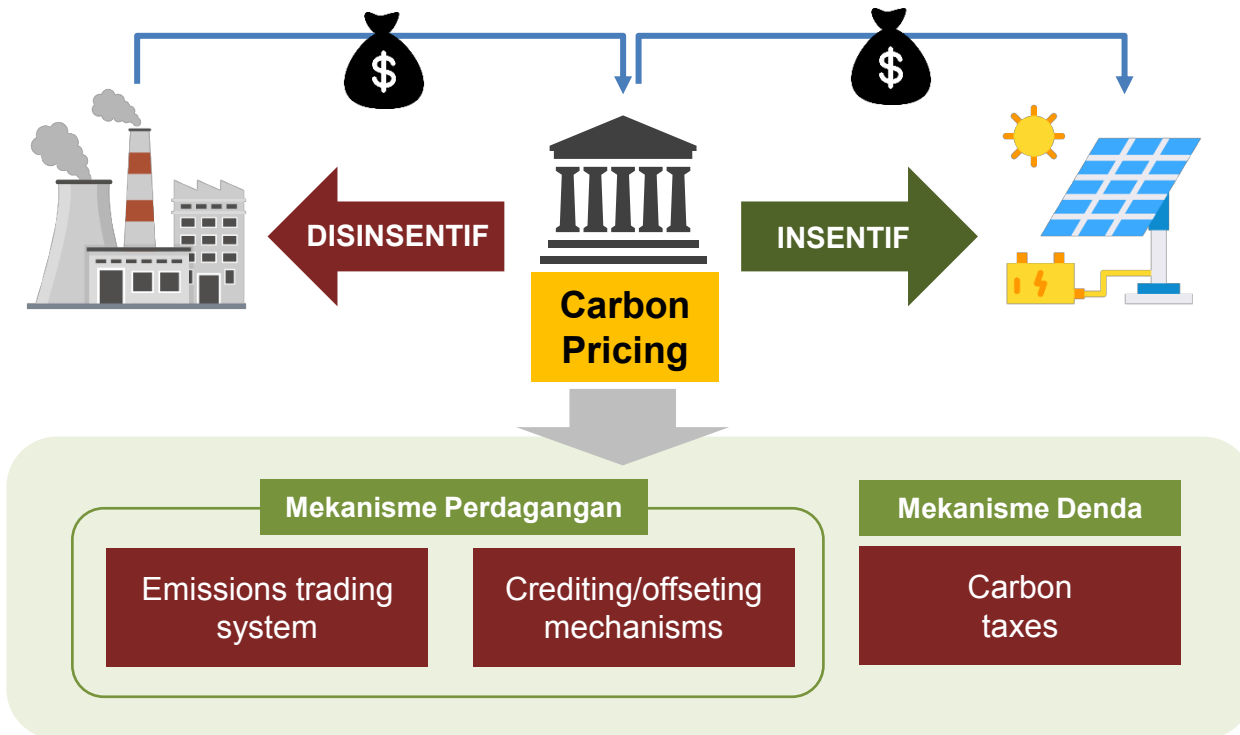 $
$
DISINSENTIF
INSENTIF
Carbon
Pricing
Mekanisme Perdagangan
Mekanisme Denda
Emissions trading
system
Crediting/offseting
mechanisms
Carbon
taxes